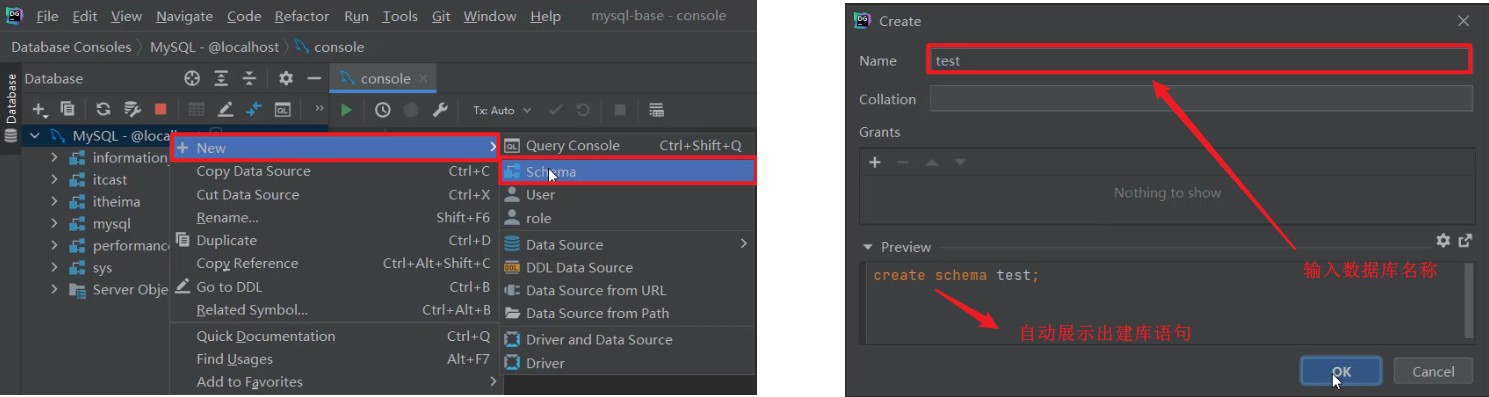 DG
File Edit View Navigate Code Refactor Run Tools Git Window Help mysql-base - console
Database Consoles MySQL - @localhost console
Database
Database
console
Tx: Auto
MySQL - @local
information
itcast
itheima
mysql
performance
sys
Server Obje
New
Copy Data Source Ctrl+C
Cut Data Source Ctrl+X
Rename... Shift+F6
Duplicate Ctrl+D
Copy Reference Ctrl+Alt+Shift+C
Go to DDL Ctrl+B
Related Symbol... Ctrl+Alt+B
Quick Documentation Ctrl+Q
Find Usages Alt+F7
Add to Favorites
QL Query Console Ctrl+Shift+Q
Schema
User
role
Data Source
DDL DDL Data Source
Data Source from URL
Data Source from Path
Driver and Data Source
Driver
DG Create
Name test
Collation
Grants
Nothing to show
Preview
create schema test;
输入数据库名称
自动展示出建库语句
OK Cancel